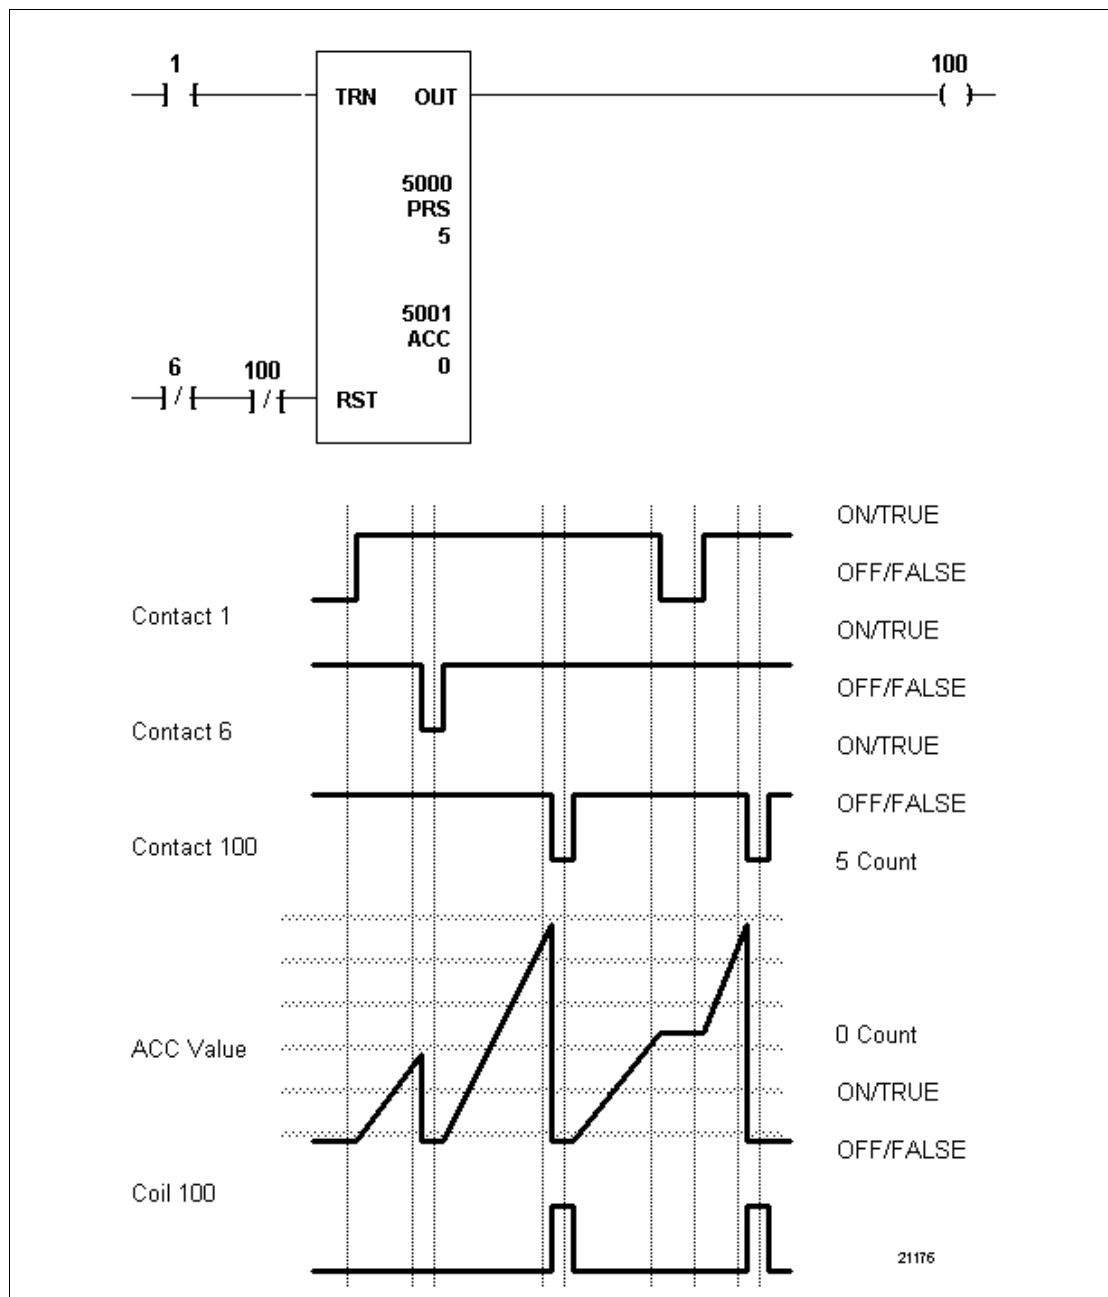 1
100
TRN OUT
5000
PRS
5
5001
ACC
0
6
100
RST
ON/TRUE
OFF/FALSE
Contact 1
ON/TRUE
OFF/FALSE
Contact 6
ON/TRUE
OFF/FALSE
Contact 100
5 Count
0 Count
ACC Value
ON/TRUE
OFF/FALSE
Coil 100
21176